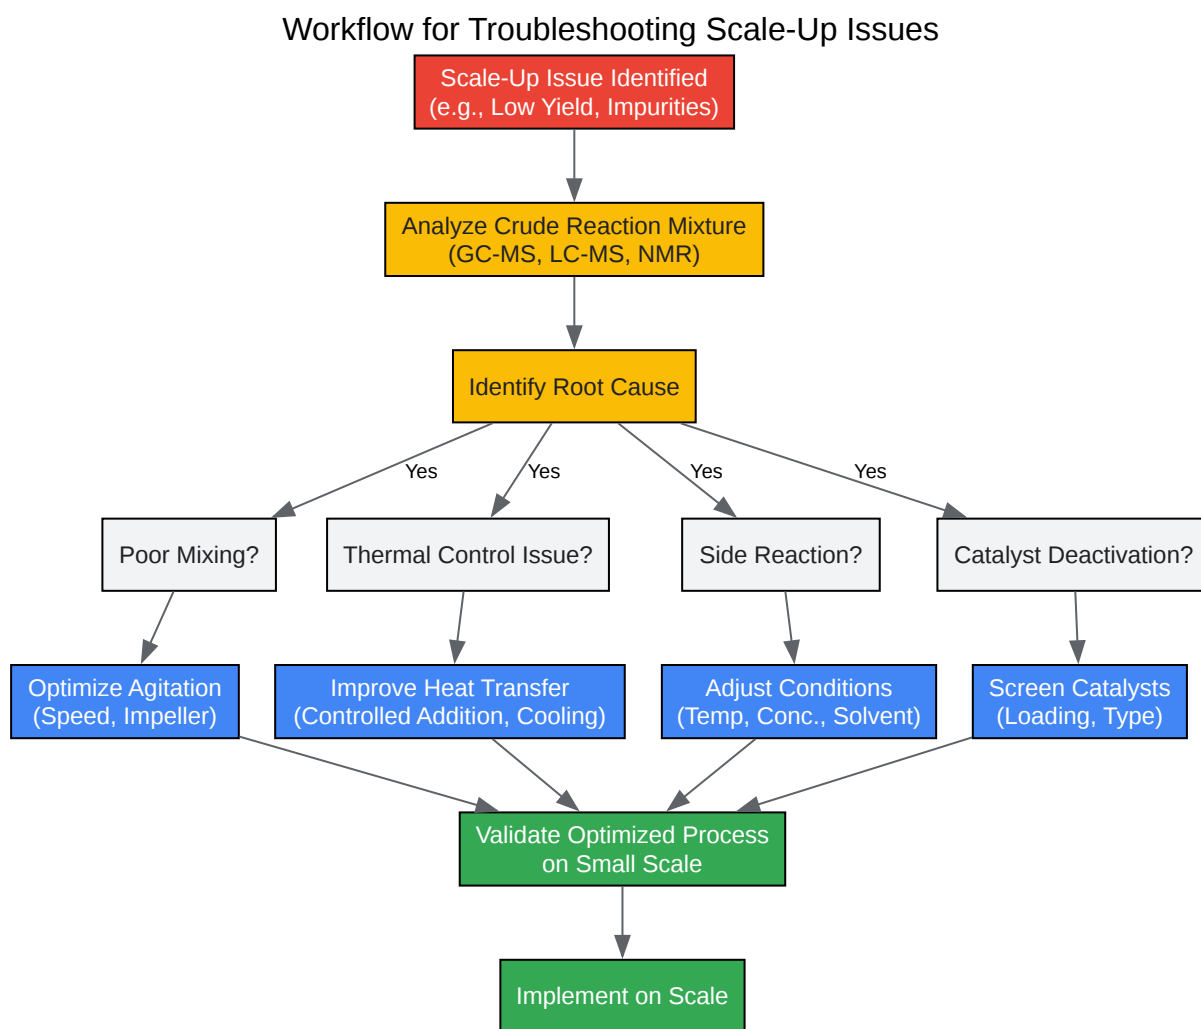 Workflow for Troubleshooting Scale-Up Issues
Scale-Up Issue Identified
(e.g., Low Yield, Impurities)
Analyze Crude Reaction Mixture
(GC-MS, LC-MS, NMR)
Identify Root Cause
Yes
Yes
Yes
Yes
Poor Mixing?
Thermal Control Issue?
Side Reaction?
Catalyst Deactivation?
Optimize Agitation
(Speed, Impeller)
Improve Heat Transfer
(Controlled Addition, Cooling)
Adjust Conditions
(Temp, Conc., Solvent)
Screen Catalysts
(Loading, Type)
Validate Optimized Process
on Small Scale
Implement on Scale